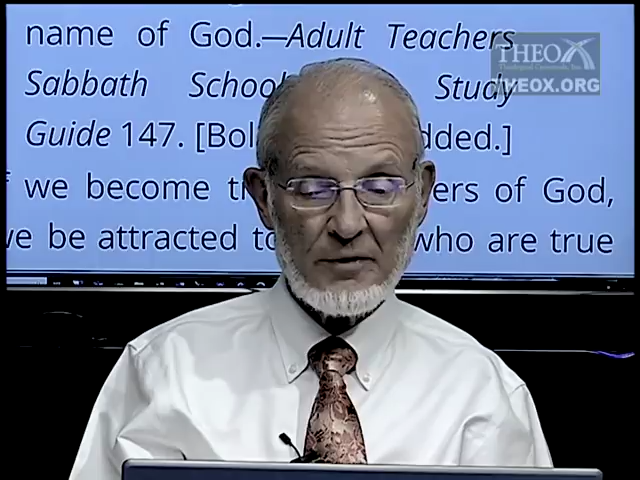 name of God.—Adult Teachers
Sabbath School Study
Guide 147. [Bol dded.]
we become ers of God,
we be attracted to who are true
THEOX
THEOX.ORG